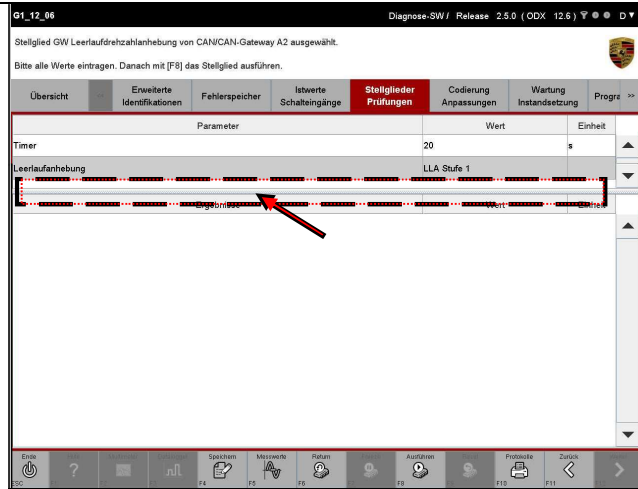 G1_12_06
Diagnose-SW / Release 2.5.0 (ODX 12.6)
D
Stellglied GW Leerlaufdrehzahlanhebung von CAN/CAN-Gateway A2 ausgewählt.
Bitte alle Werte eintragen. Danach mit [F8] das Stellglied ausführen.
Übersicht
Erweiterte Identifikationen
Fehlerspeicher
Istwerte Schalteingänge
Stellglieder Prüfungen
Codierung Anpassungen
Wartung Instandsetzung
Progra >>
Parameter Wert Einheit
Timer 20 s
Leerlaufanhebung LLA Stufe 1
Ergebnisse Wert Einheit
Ende
ESC
Speichern
F4
Messwerte
F5
Return
F6
Ausführen
F8
Protokolle
F10
Zurück
F11